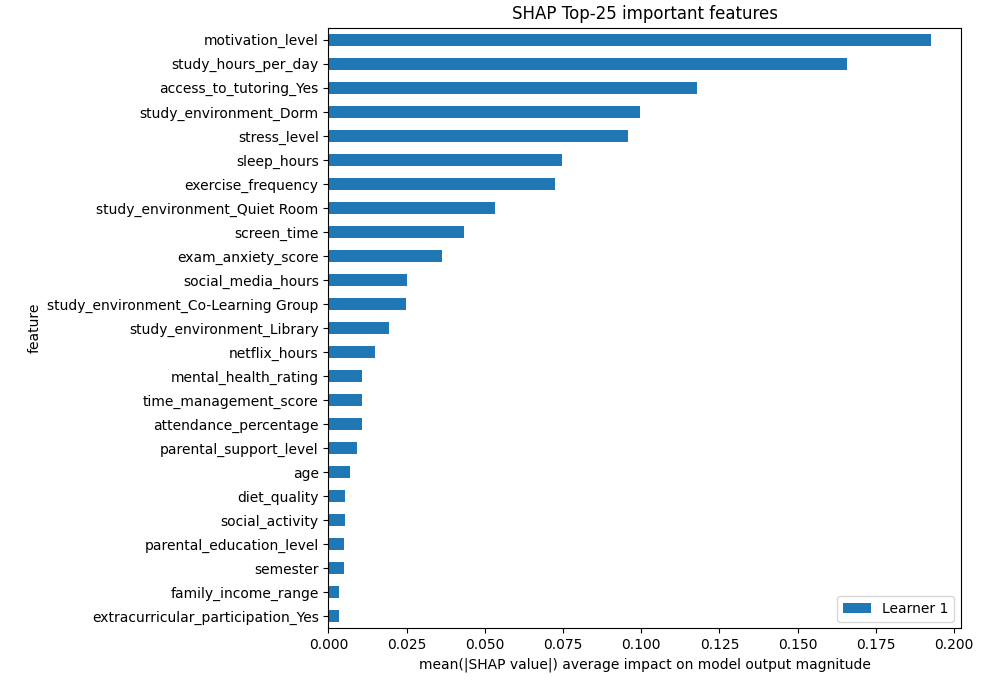 SHAP Top-25 important features
feature
motivation_level
study_hours_per_day
access_to_tutoring_Yes
study_environment_Dorm
stress_level
sleep_hours
exercise_frequency
study_environment_Quiet Room
screen_time
exam_anxiety_score
social_media_hours
study_environment_Co-Learning Group
study_environment_Library
netflix_hours
mental_health_rating
time_management_score
attendance_percentage
parental_support_level
age
diet_quality
social_activity
parental_education_level
semester
family_income_range
extracurricular_participation_Yes
Learner 1
0.000 0.025 0.050 0.075 0.100 0.125 0.150 0.175 0.200
mean(|SHAP value|) average impact on model output magnitude